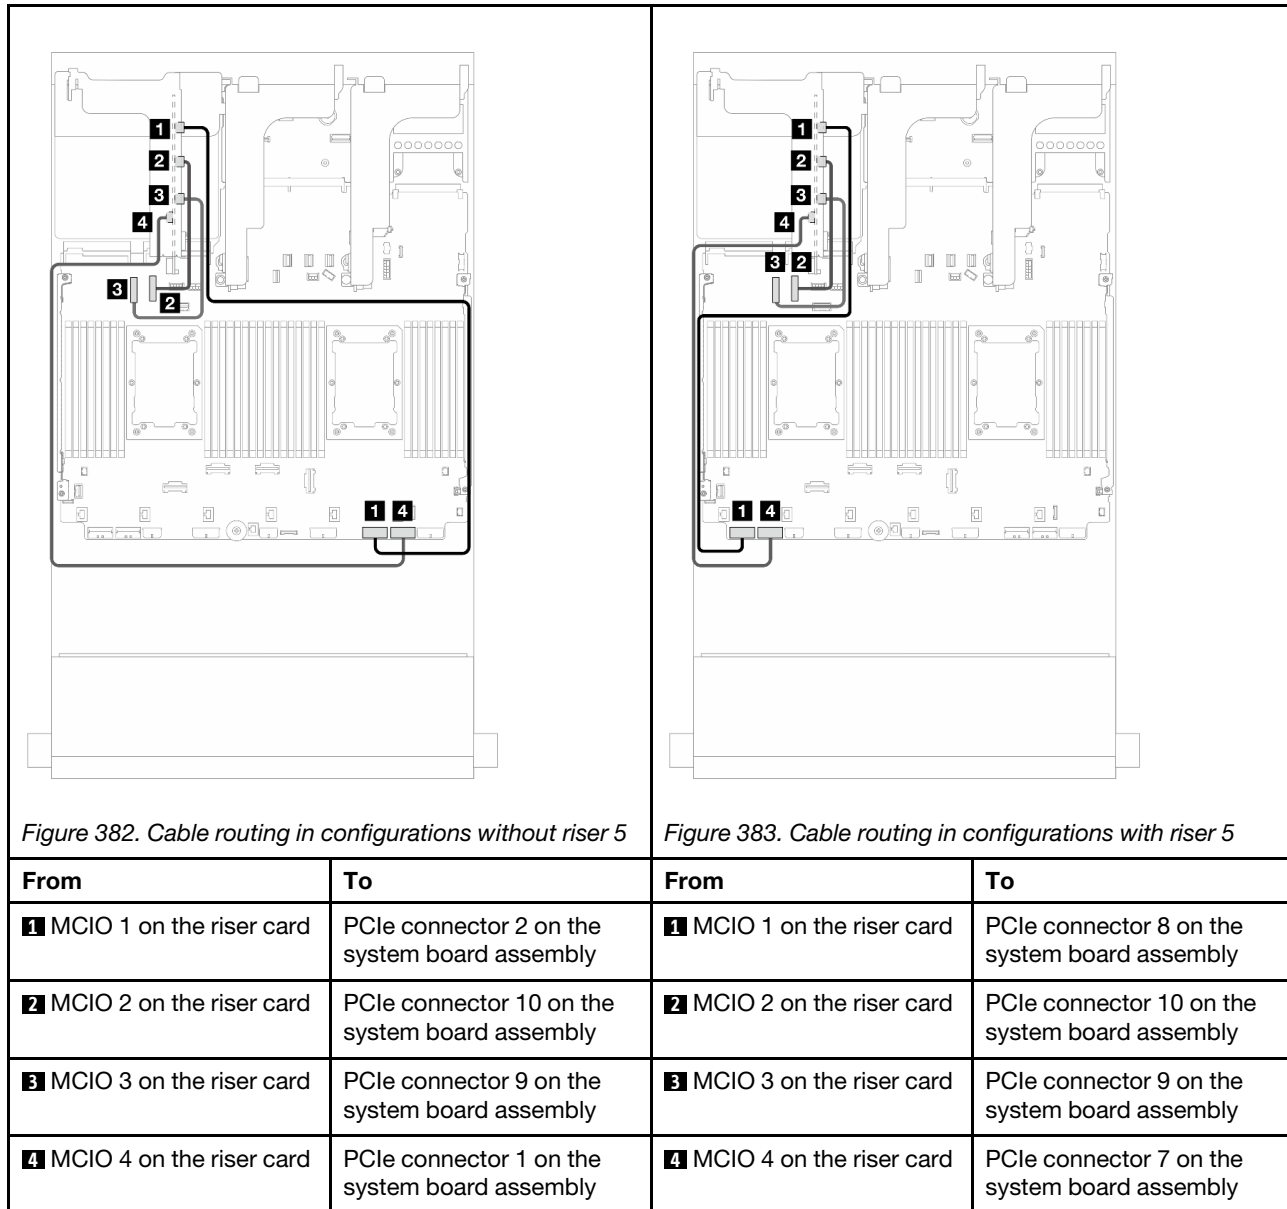 1
2
3
4
3
2
1 4
Figure 382. Cable routing in configurations without riser 5
1
2
3
4
3 2
1 4
Figure 383. Cable routing in configurations with riser 5
From To From To
1 MCIO 1 on the riser card
PCIe connector 2 on the
system board assembly
1 MCIO 1 on the riser card
PCIe connector 8 on the
system board assembly
2 MCIO 2 on the riser card
PCIe connector 10 on the
system board assembly
2 MCIO 2 on the riser card
PCIe connector 10 on the
system board assembly
3 MCIO 3 on the riser card
PCIe connector 9 on the
system board assembly
3 MCIO 3 on the riser card
PCIe connector 9 on the
system board assembly
4 MCIO 4 on the riser card
PCIe connector 1 on the
system board assembly
4 MCIO 4 on the riser card
PCIe connector 7 on the
system board assembly